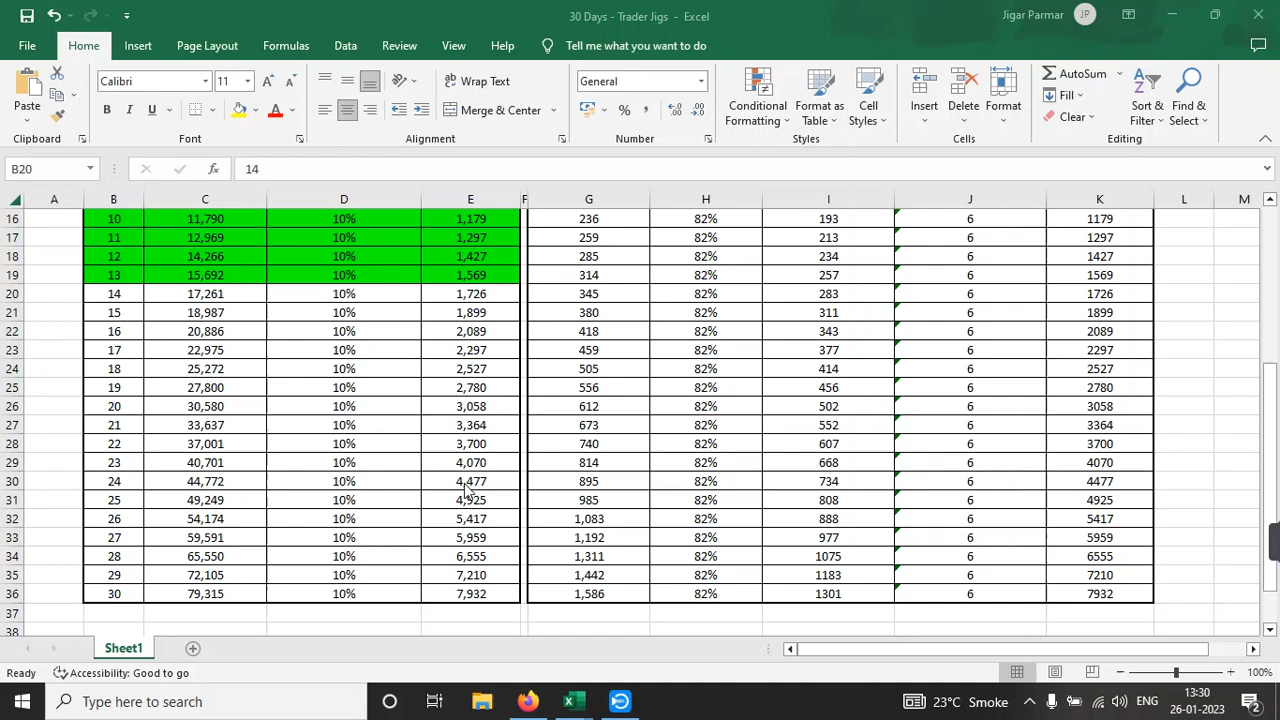 30 Days - Trader Jigs - Excel
Jigar Parmar JP
File Home Insert Page Layout Formulas Data Review View Help Tell me what you want to do
Paste
Calibri 11
B I U A
Wrap Text
Merge & Center
General
% ,
Conditional Formatting
Format as Table
Cell Styles
Insert Delete Format
AutoSum
Fill
Clear
Sort & Filter
Find & Select
Clipboard Font Alignment Number Styles Cells Editing
B20 fx 14
A B C D E F G H I J K L M
16 10 11,790 10% 1,179 236 82% 193 6 1179
17 11 12,969 10% 1,297 259 82% 213 6 1297
18 12 14,266 10% 1,427 285 82% 234 6 1427
19 13 15,692 10% 1,569 314 82% 257 6 1569
20 14 17,261 10% 1,726 345 82% 283 6 1726
21 15 18,987 10% 1,899 380 82% 311 6 1899
22 16 20,886 10% 2,089 418 82% 343 6 2089
23 17 22,975 10% 2,297 459 82% 377 6 2297
24 18 25,272 10% 2,527 505 82% 414 6 2527
25 19 27,800 10% 2,780 556 82% 456 6 2780
26 20 30,580 10% 3,058 612 82% 502 6 3058
27 21 33,637 10% 3,364 673 82% 552 6 3364
28 22 37,001 10% 3,700 740 82% 607 6 3700
29 23 40,701 10% 4,070 814 82% 668 6 4070
30 24 44,772 10% 4,477 895 82% 734 6 4477
31 25 49,249 10% 4,925 985 82% 808 6 4925
32 26 54,174 10% 5,417 1,083 82% 888 6 5417
33 27 59,591 10% 5,959 1,192 82% 977 6 5959
34 28 65,550 10% 6,555 1,311 82% 1075 6 6555
35 29 72,105 10% 7,210 1,442 82% 1183 6 7210
36 30 79,315 10% 7,932 1,586 82% 1301 6 7932
37
38
Sheet1
Ready Accessibility: Good to go 100%
Type here to search
23°C Smoke ENG 13:30
26-01-2023 2